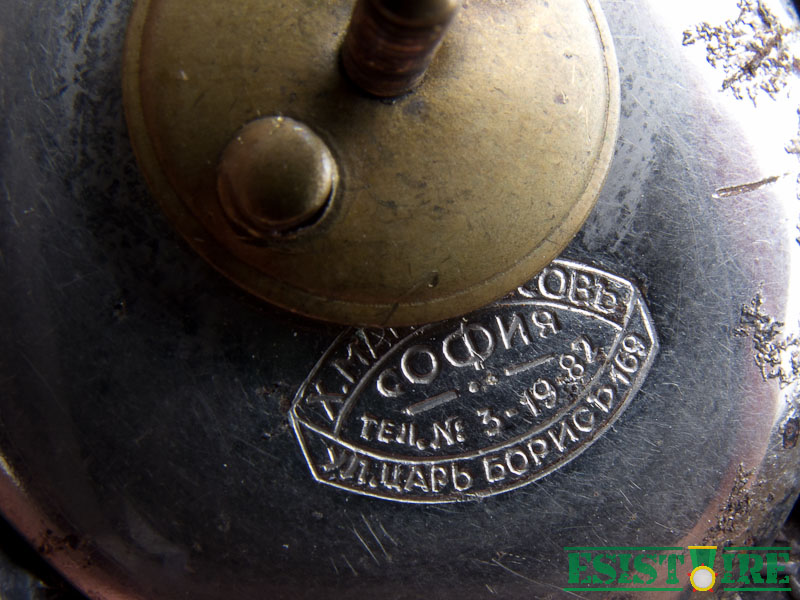 СОФИЯ
ТЕЛ. № 3-19-82
УЛ. ЦАРЬ БОРИСЪ 169
ESISTOIRE